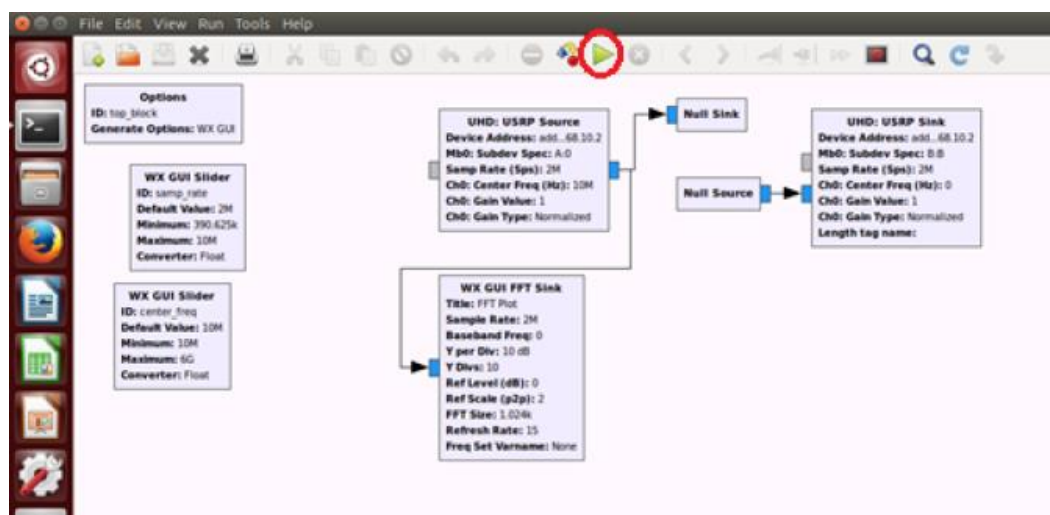 File Edit View Run Tools Help
Options
ID: top_block
Generate Options: WX GUI
WX GUI Slider
ID: samp_rate
Default Value: 2M
Minimum: 390.625k
Maximum: 10M
Converter: Float
WX GUI Slider
ID: center_freq
Default Value: 10M
Minimum: 10M
Maximum: 6G
Converter: Float
UHD: USRP Source
Device Address: add...68.10.2
Mb0: Subdev Spec: A:0
Samp Rate (Sps): 2M
Ch0: Center Freq (Hz): 10M
Ch0: Gain Value: 1
Ch0: Gain Type: Normalized
WX GUI FFT Sink
Title: FFT Plot
Sample Rate: 2M
Baseband Freq: 0
Y per Div: 10 dB
Y Divs: 10
Ref Level (dB): 0
Ref Scale (p2p): 2
FFT Size: 1.024k
Refresh Rate: 15
Freq Set Varname: None
Null Sink
Null Source
UHD: USRP Sink
Device Address: add...68.10.2
Mb0: Subdev Spec: B:B
Samp Rate (Sps): 2M
Ch0: Center Freq (Hz): 0
Ch0: Gain Value: 1
Ch0: Gain Type: Normalized
Length tag name: